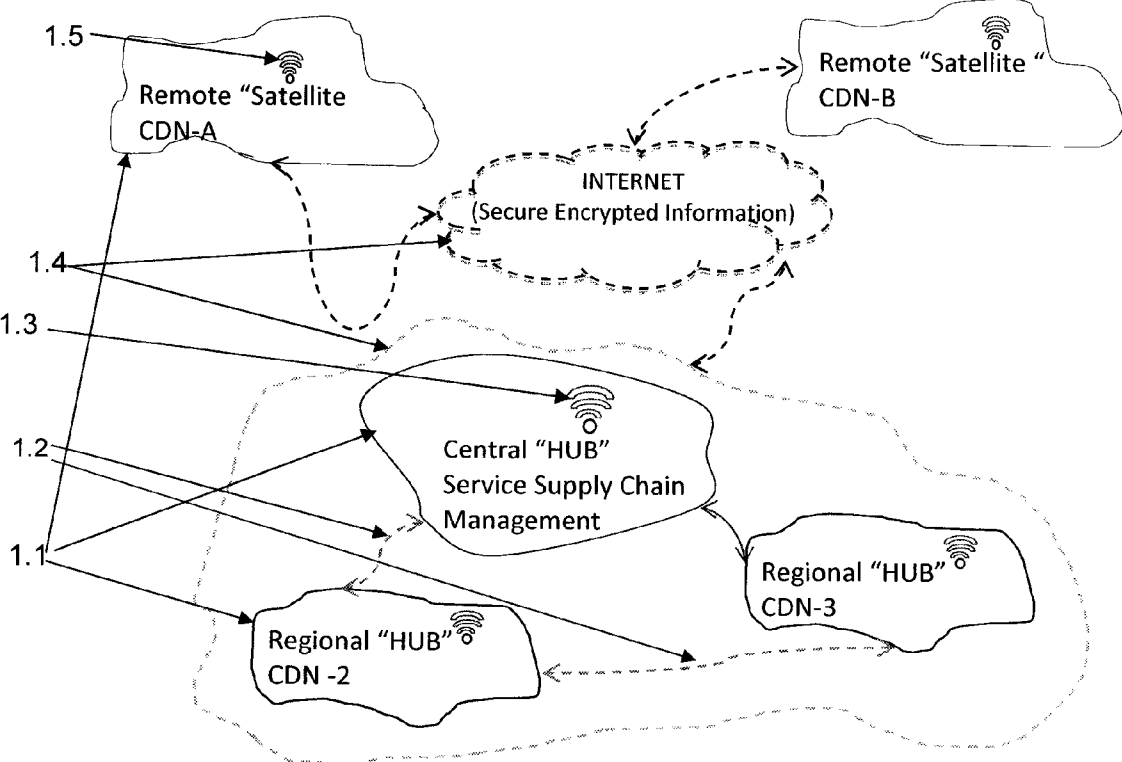 1.5
Remote “Satellite
CDN-A
Remote “Satellite “
CDN-B
INTERNET
(Secure Encrypted Information)
1.4
1.3
Central “HUB”
Service Supply Chain
Management
1.2
1.1
Regional “HUB”
CDN-3
Regional “HUB”
CDN -2